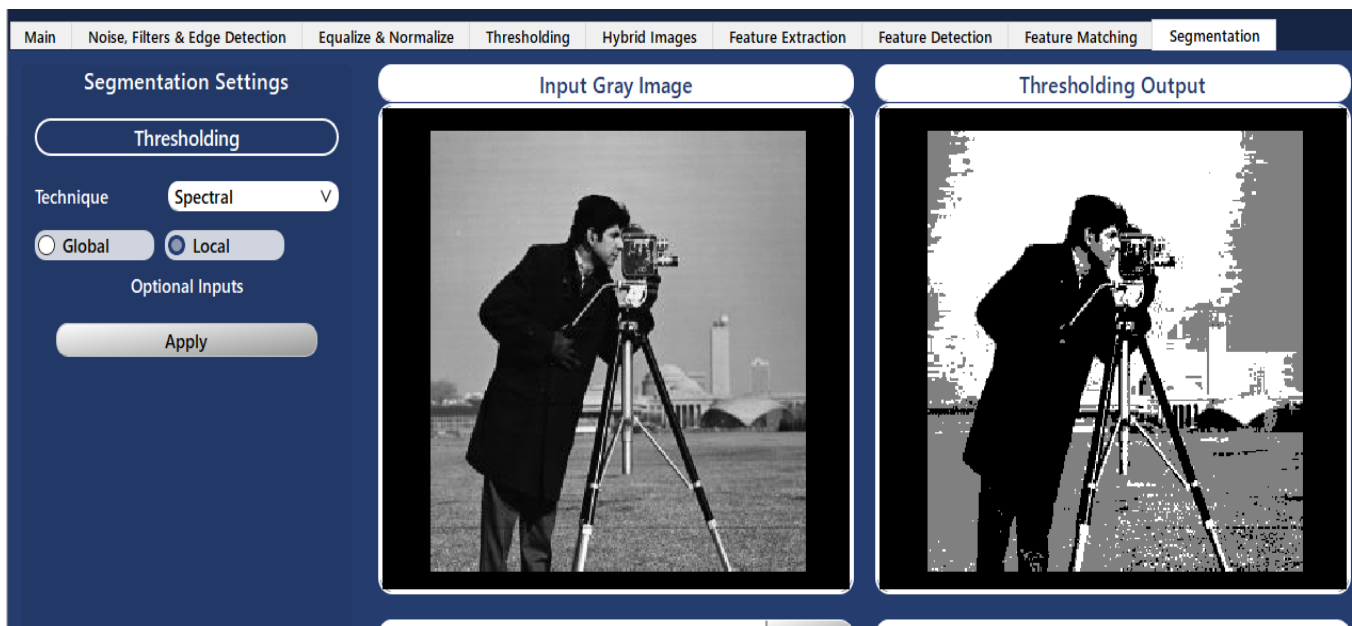 Main Noise, Filters & Edge Detection Equalize & Normalize Thresholding Hybrid Images Feature Extraction Feature Detection Feature Matching Segmentation
Segmentation Settings
Thresholding
Technique Spectral
Global Local
Optional Inputs
Apply
Input Gray Image
Thresholding Output